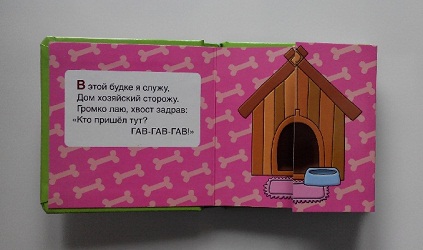 В этой будке я служу,
Дом хозяйский сторожу.
Громко лаю, хвост задрав:
«Кто пришёл тут?
ГАВ-ГАВ-ГАВ!»